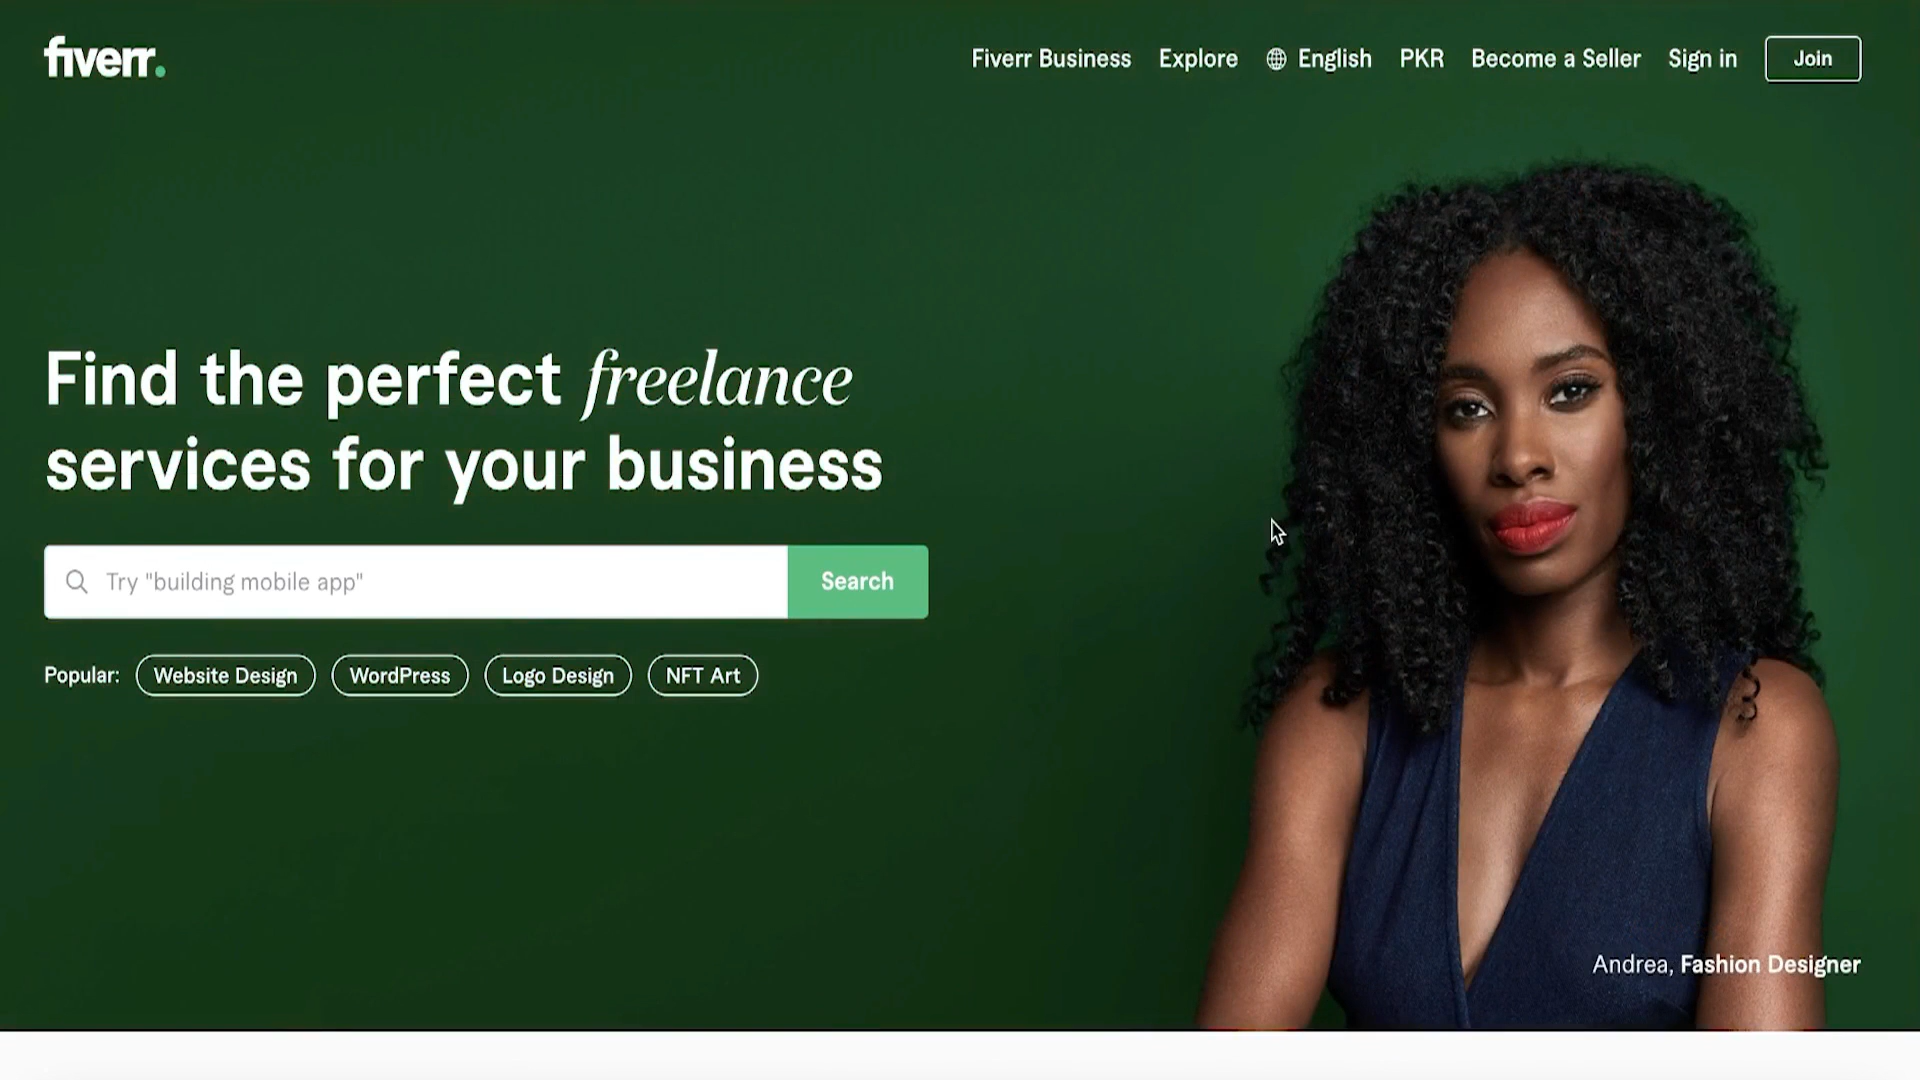 fiverr.
Fiverr Business Explore English PKR Become a Seller Sign in Join
Find the perfect freelance
services for your business
Try "building mobile app" Search
Popular: Website Design WordPress Logo Design NFT Art
Andrea, Fashion Designer